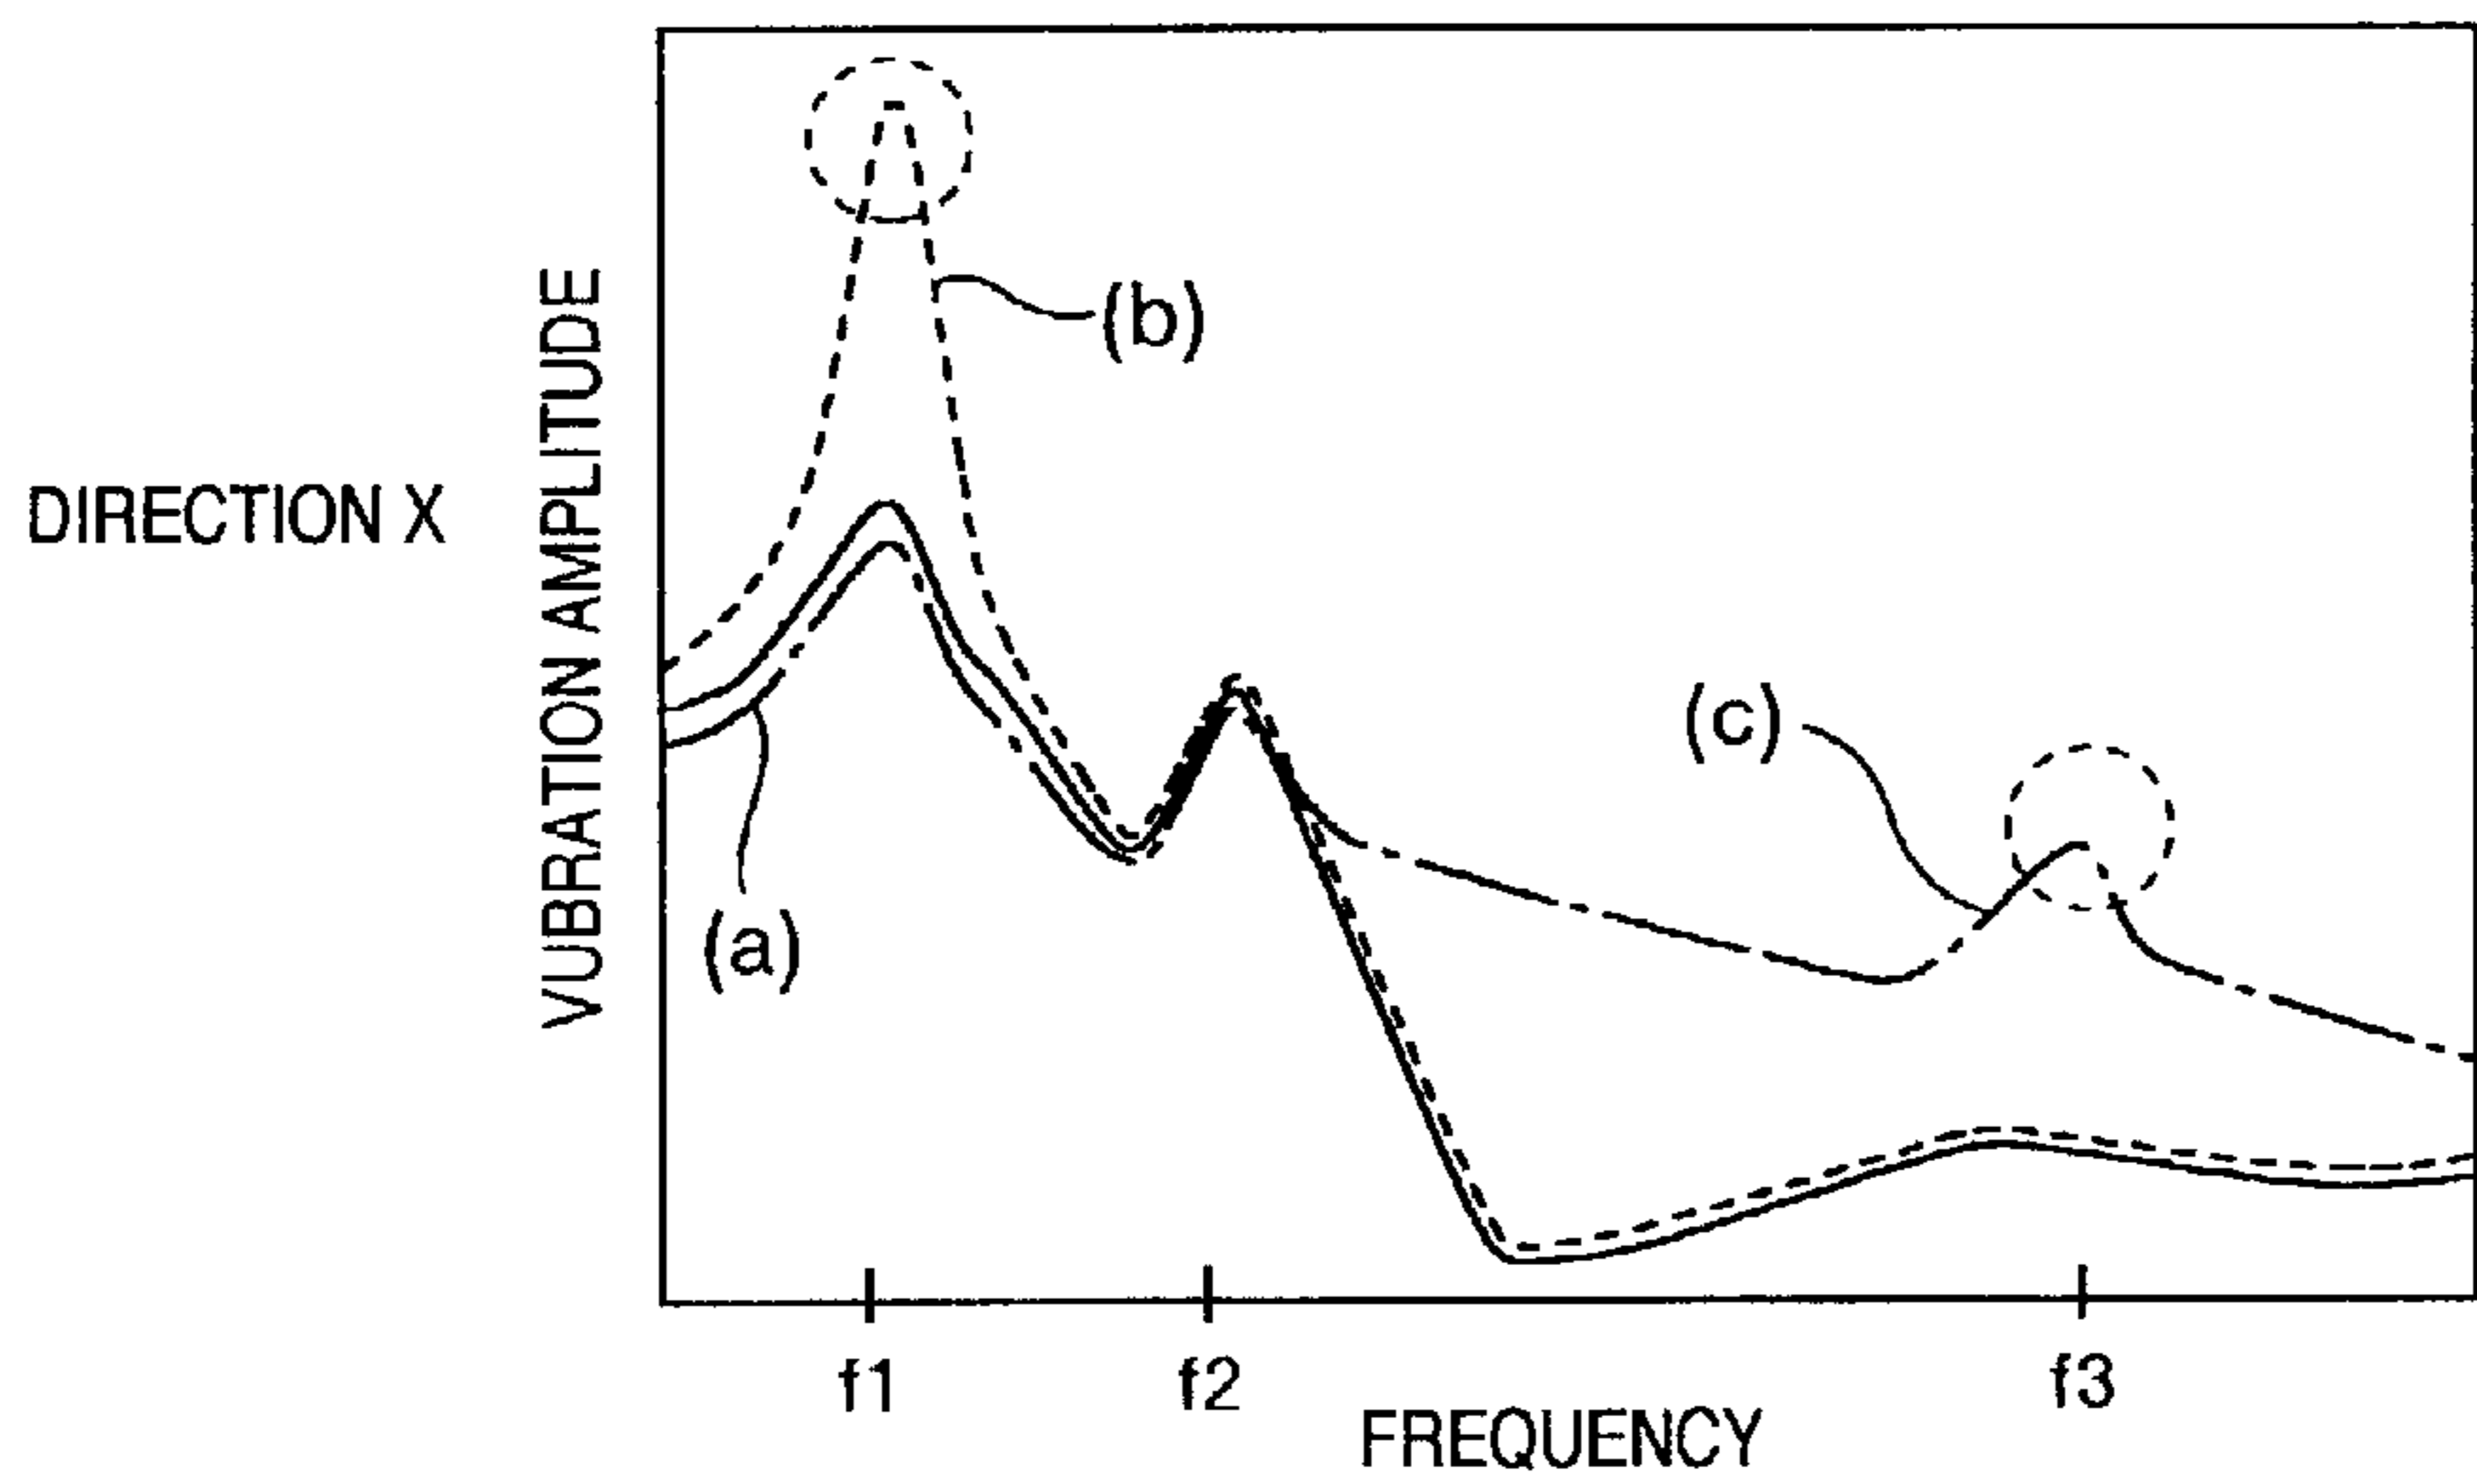 DIRECTION X
VUBRATION AMPLITUDE
(b)
(c)
(a)
f1
f2
f3
FREQUENCY